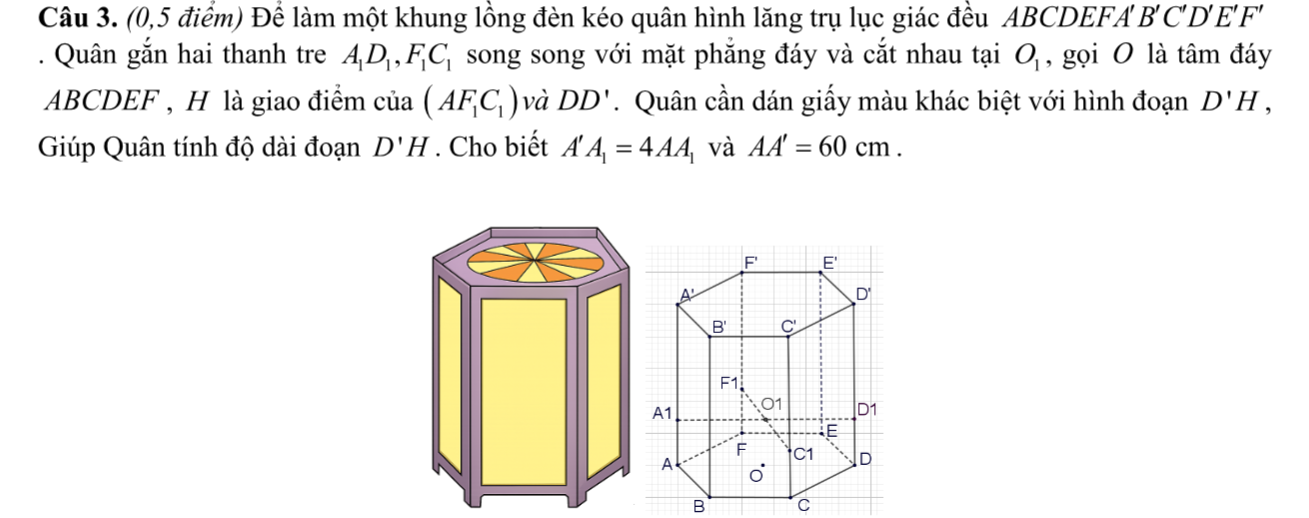 Câu 3. (0,5 điểm) Để làm một khung lồng đèn kéo quân hình lăng trụ lục giác đều ABCDEFA'B'C'D'E'F'
. Quân gắn hai thanh tre A₁D₁, F₁C₁ song song với mặt phẳng đáy và cắt nhau tại O₁, gọi O là tâm đáy
ABCDEF , H là giao điểm của (AF₁C₁) và DD'. Quân cần dán giấy màu khác biệt với hình đoạn D'H ,
Giúp Quân tính độ dài đoạn D'H . Cho biết A'A₁ = 4AA₁ và AA' = 60 cm .
F' E'
A' D'
B' C'
F1
A1 O1 D1
E
F C1
A O D
B C